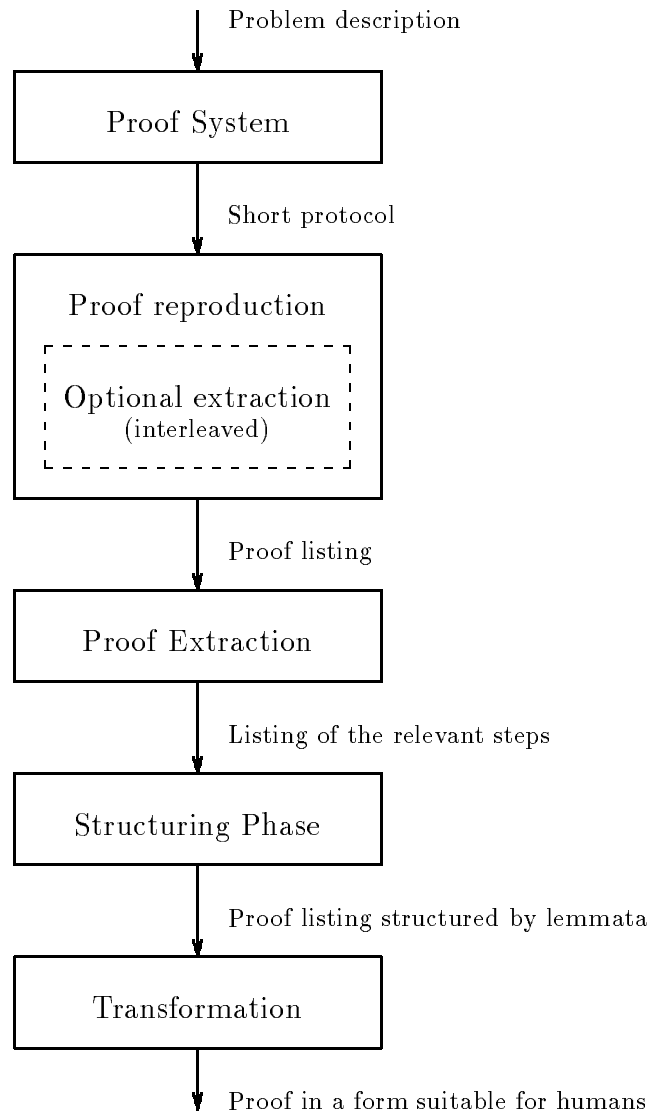 Problem description
Proof System
Short protocol
Proof reproduction
Optional extraction
(interleaved)
Proof listing
Proof Extraction
Listing of the relevant steps
Structuring Phase
Proof listing structured by lemmata
Transformation
Proof in a form suitable for humans